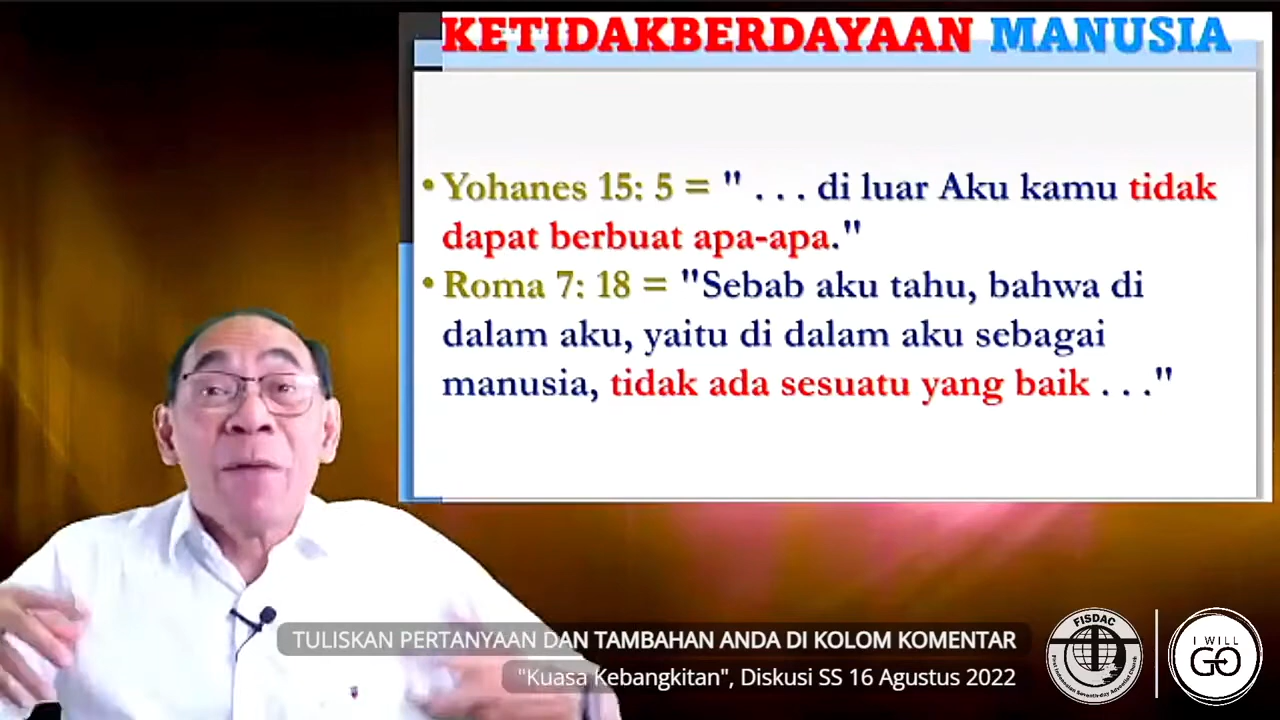 KETIDAKBERDAYAAN MANUSIA
• Yohanes 15: 5 = " . . . di luar Aku kamu tidak
dapat berbuat apa-apa."
• Roma 7: 18 = "Sebab aku tahu, bahwa di
dalam aku, yaitu di dalam aku sebagai
manusia, tidak ada sesuatu yang baik . . ."
TULISKAN PERTANYAAN DAN TAMBAHAN ANDA DI KOLOM KOMENTAR
"Kuasa Kebangkitan", Diskusi SS 16 Agustus 2022
FISDAC
I WILL
GO